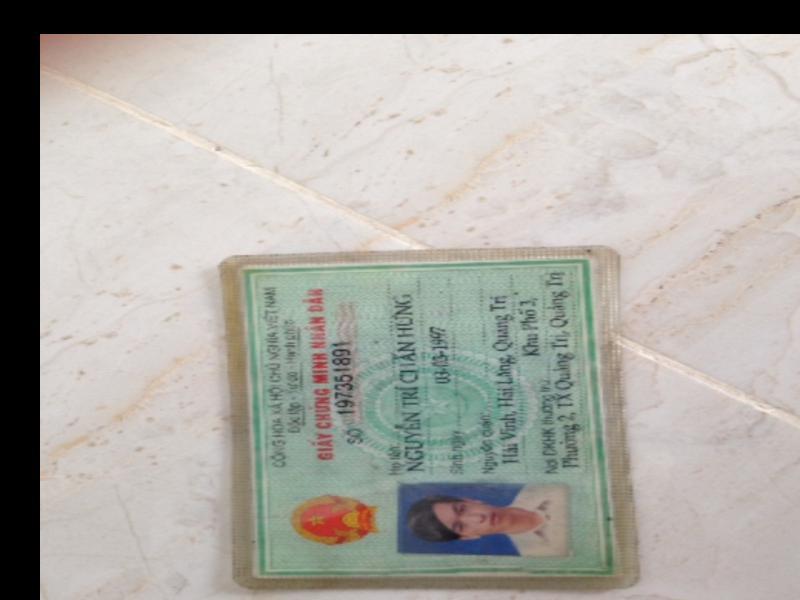 CỘNG HÒA XÃ HỘI CHỦ NGHĨA VIỆT NAM
Độc lập - Tự do - Hạnh phúc
GIẤY CHỨNG MINH NHÂN DÂN
SỐ 197351891
Họ tên
NGUYỄN TRÍ CHẤN HƯNG
Sinh ngày 03-03-1997
Nguyên quán
Hải Vĩnh, Hải Lăng, Quảng Trị
Nơi ĐKHK thường trú Khu Phố 3,
Phường 2, TX Quảng Trị, Quảng Trị